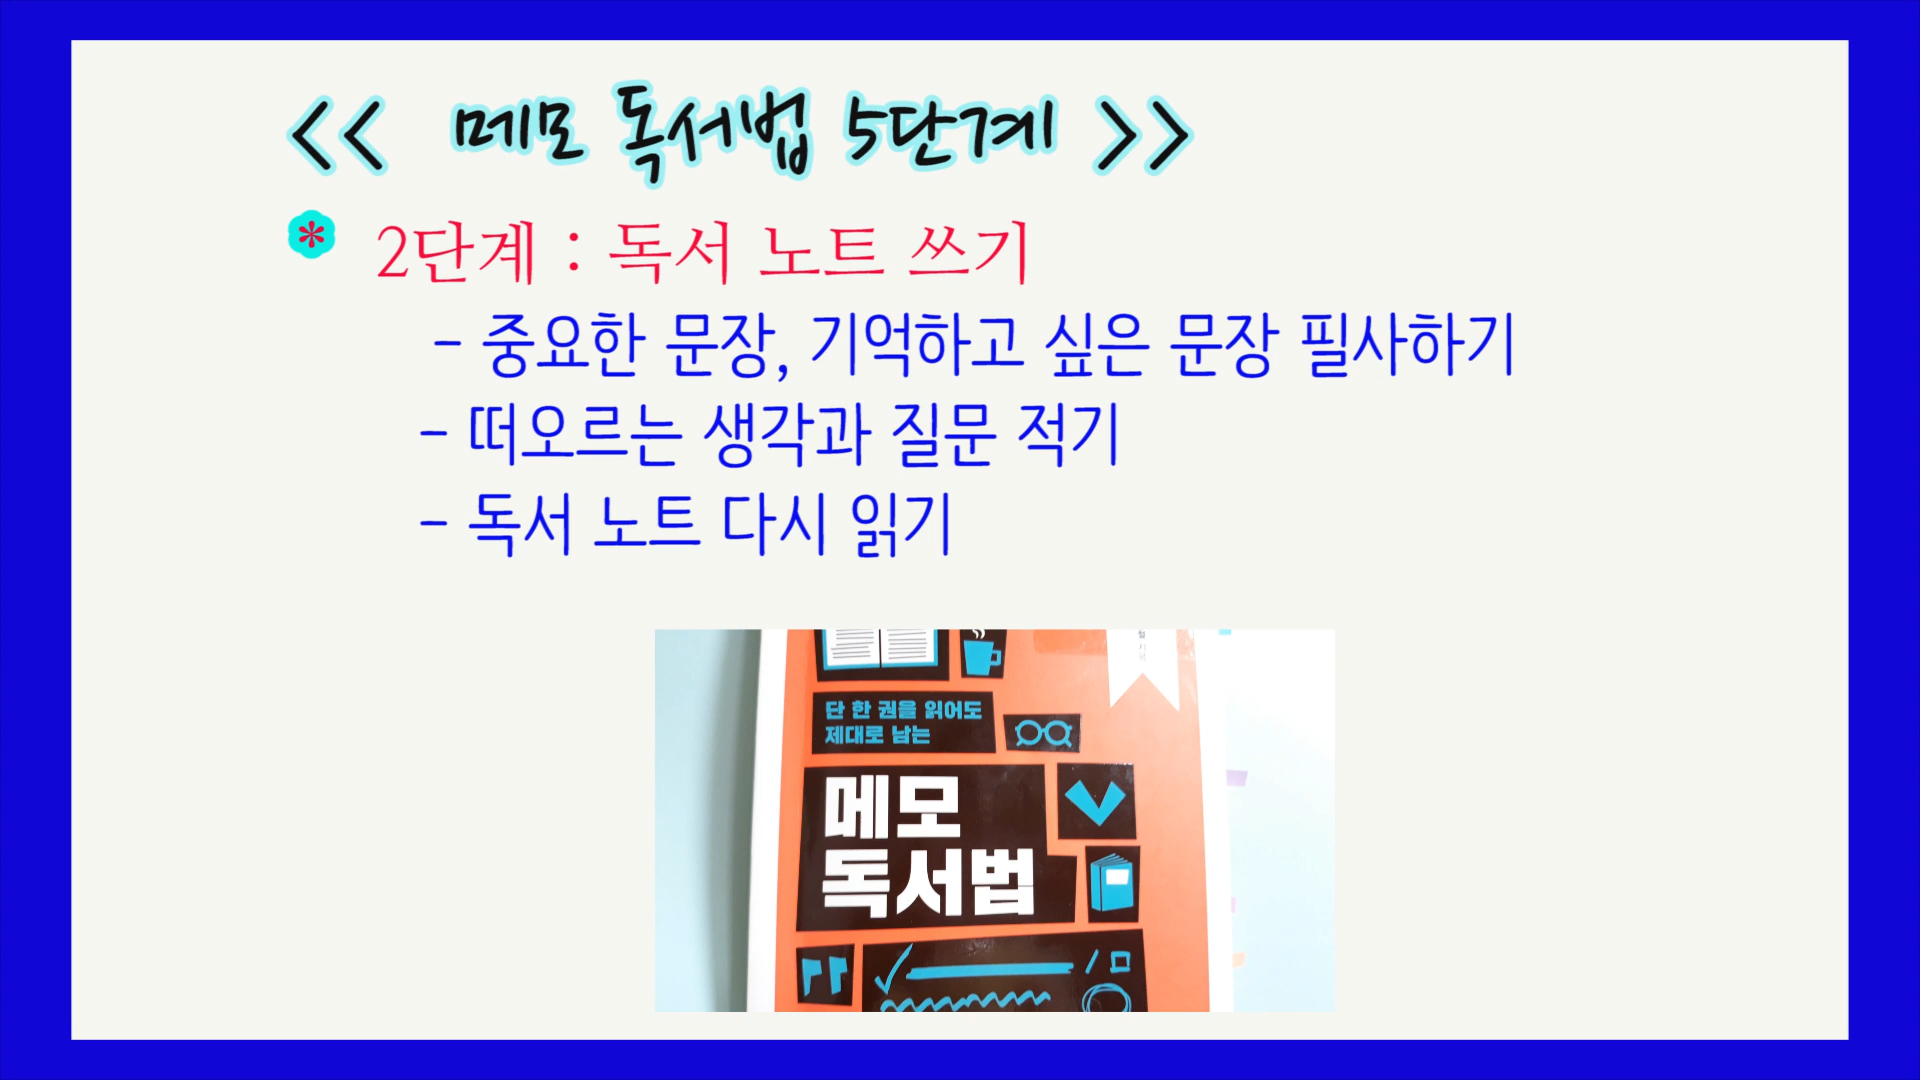 << 메모 독서법 5단계 >>
* 2단계 : 독서 노트 쓰기
- 중요한 문장, 기억하고 싶은 문장 필사하기
- 떠오르는 생각과 질문 적기
- 독서 노트 다시 읽기
단 한 권을 읽어도
제대로 남는
메모
독서법